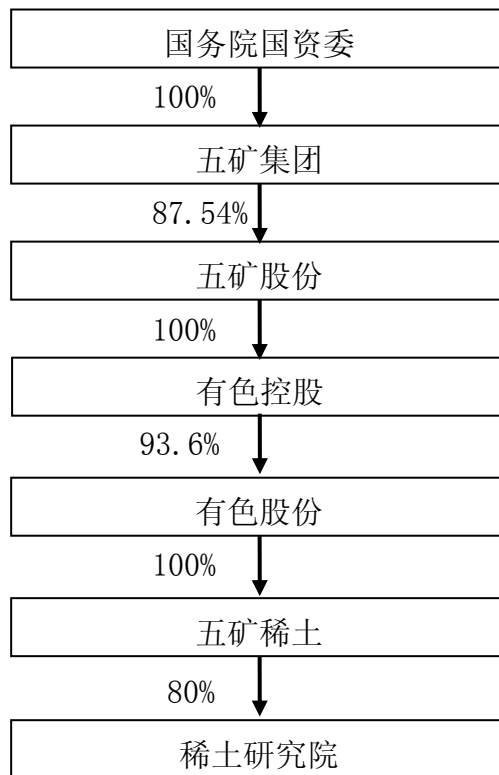 国务院国资委
100%
五矿集团
87.54%
五矿股份
100%
有色控股
93.6%
有色股份
100%
五矿稀土
80%
稀土研究院